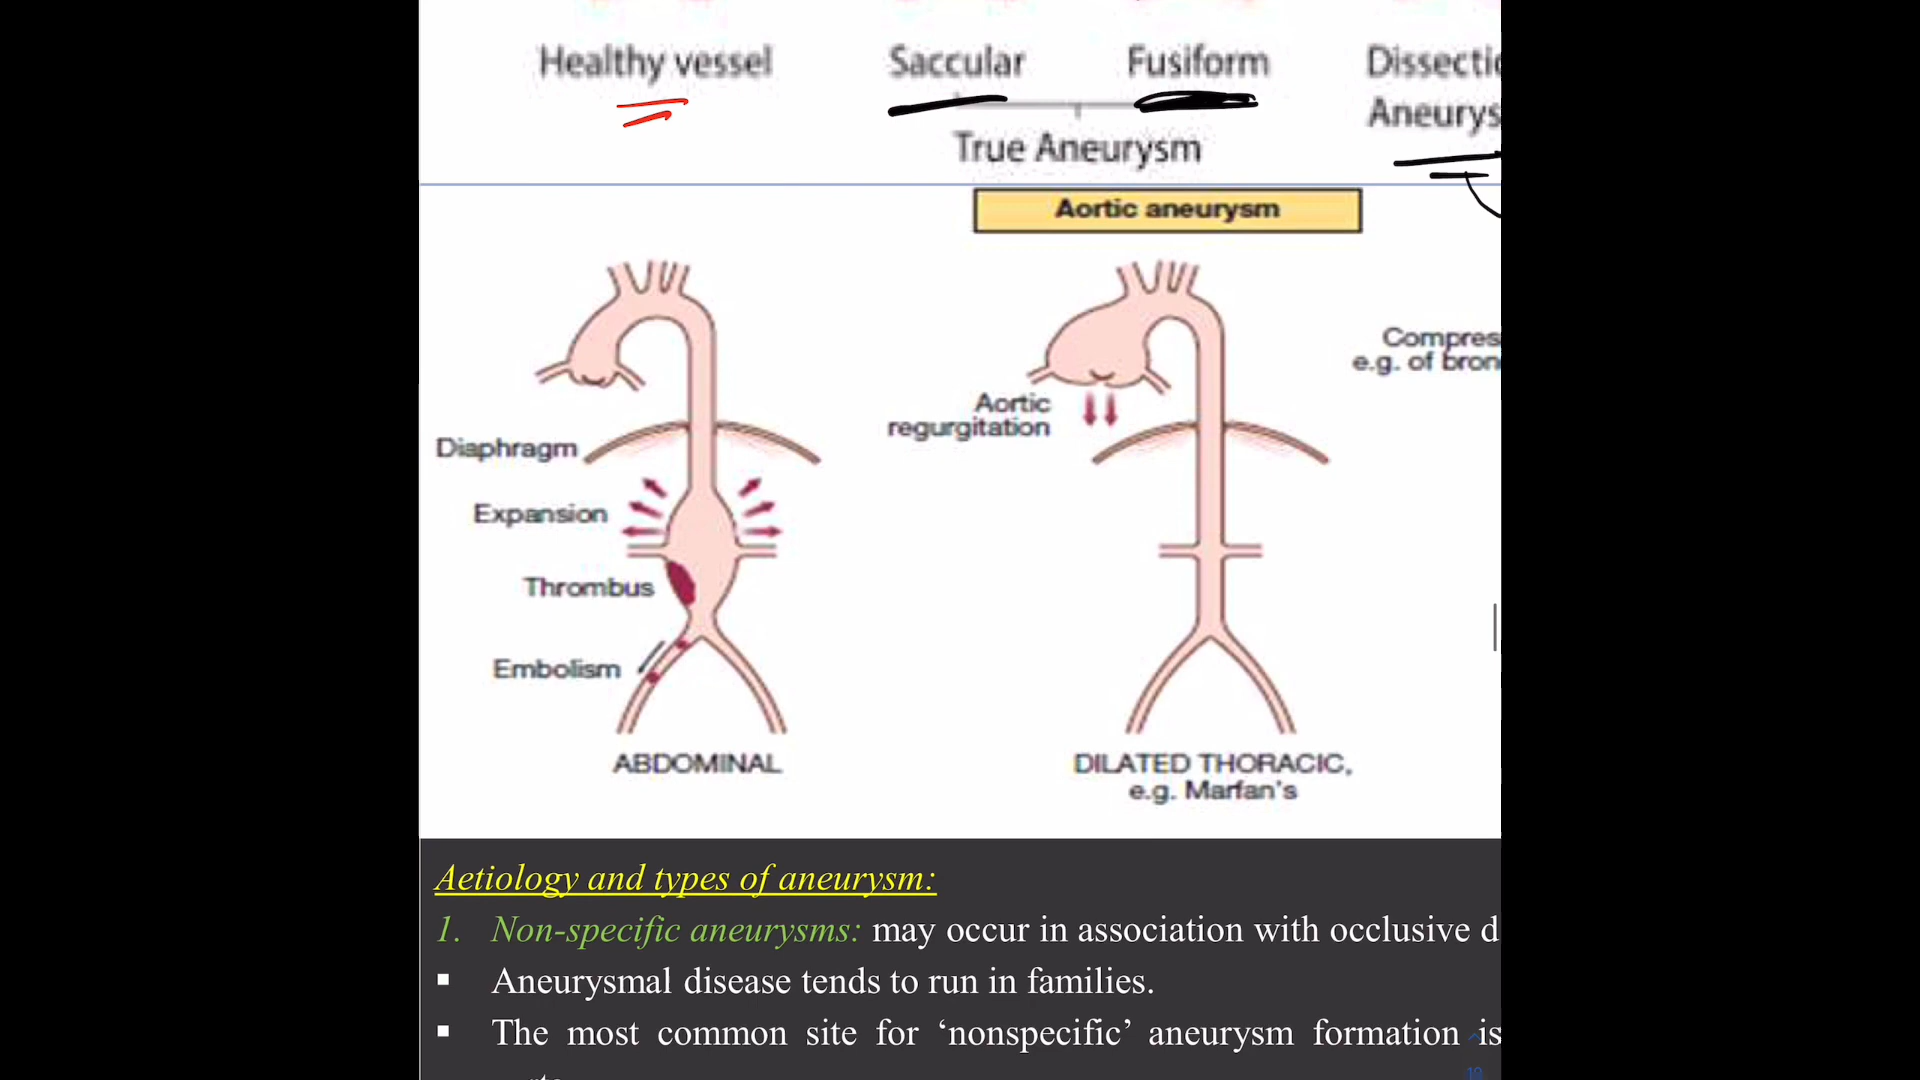 Healthy vessel Saccular Fusiform
True Aneurysm
Aortic aneurysm
Diaphragm
Expansion
Thrombus
Embolism
ABDOMINAL
Aortic
regurgitation
DILATED THORACIC,
e.g. Marfan's
e.g. of
Aetiology and types of aneurysm:
1. Non-specific aneurysms: may occur in association with occlusive d
▪ Aneurysmal disease tends to run in families.
▪ The most common site for ‘nonspecific’ aneurysm formation is
19